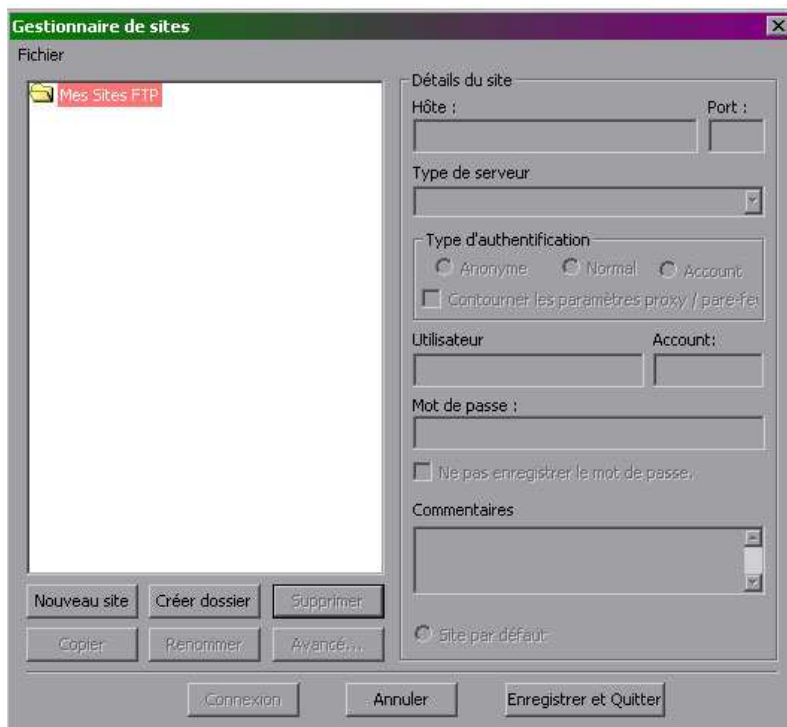 Gestionnaire de sites
Fichier
Mes Sites FTP
Détails du site
Hôte :
Port :
Type de serveur
Type d'authentification
Anonyme
Normal
Account
Contourner les paramètres proxy / pare-feu
Utilisateur
Account:
Mot de passe :
Ne pas enregistrer le mot de passe.
Commentaires
Site par défaut
Nouveau site
Créer dossier
Supprimer
Copier
Renommer
Avancé...
Connexion
Annuler
Enregistrer et Quitter